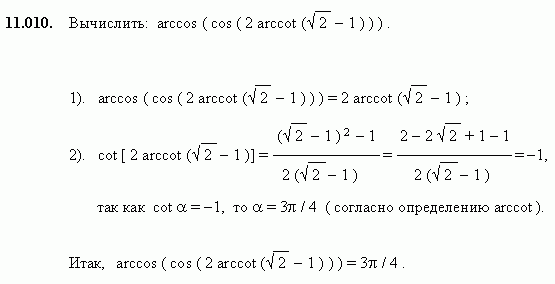 11.010. Вычислить: arccos ( cos ( 2 arccot (√2 − 1 ) ) ) .
1). arccos ( cos ( 2 arccot (√2 − 1 ) ) ) = 2 arccot (√2 − 1 ) ;
2). cot [ 2 arccot (√2 − 1 )] = ((√2 − 1 ) ² − 1) / (2 (√2 − 1 )) = (2 − 2 √2 + 1 − 1) / (2 (√2 − 1 )) = −1,
так как cot α = −1, то α = 3π / 4 ( согласно определению arccot ).
Итак, arccos ( cos ( 2 arccot (√2 − 1 ) ) ) = 3π / 4 .